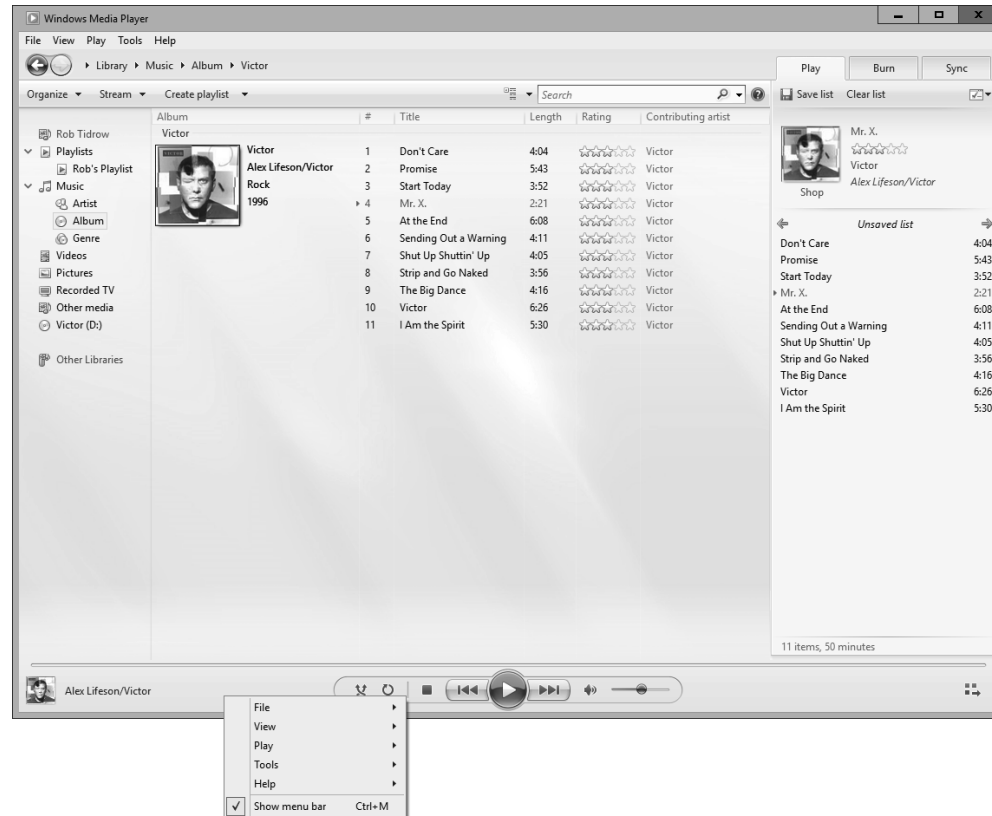 Windows Media Player
File View Play Tools Help
Library Music Album Victor
Play Burn Sync
Organize Stream Create playlist Search
Save list Clear list
Album # Title Length Rating Contributing artist
Rob Tidrow
Playlists
Rob's Playlist
Music
Artist
Album
Genre
Videos
Pictures
Recorded TV
Other media
Victor (D:)
Other Libraries
Victor
Victor
Alex Lifeson/Victor
Rock
1996
1 Don't Care 4:04 Victor
2 Promise 5:43 Victor
3 Start Today 3:52 Victor
4 Mr. X. 2:21 Victor
5 At the End 6:08 Victor
6 Sending Out a Warning 4:11 Victor
7 Shut Up Shuttin' Up 4:05 Victor
8 Strip and Go Naked 3:56 Victor
9 The Big Dance 4:16 Victor
10 Victor 6:26 Victor
11 I Am the Spirit 5:30 Victor
Mr. X.
Victor
Alex Lifeson/Victor
Shop
Unsaved list
Don't Care 4:04
Promise 5:43
Start Today 3:52
Mr. X. 2:21
At the End 6:08
Sending Out a Warning 4:11
Shut Up Shuttin' Up 4:05
Strip and Go Naked 3:56
The Big Dance 4:16
Victor 6:26
I Am the Spirit 5:30
11 items, 50 minutes
Alex Lifeson/Victor
File
View
Play
Tools
Help
Show menu bar Ctrl+M